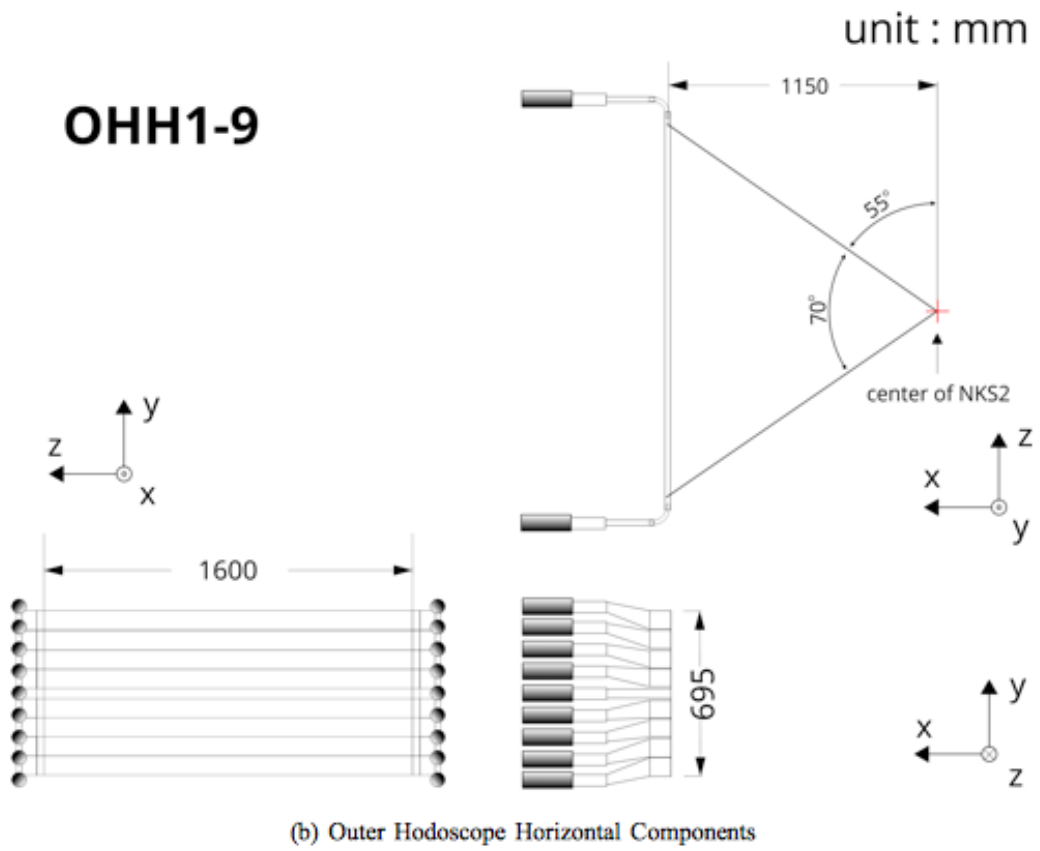 unit : mm
OHH1-9
1150
55°
70°
center of NKS2
y
z
x
z
x
y
1600
695
y
x
z
(b) Outer Hodoscope Horizontal Components